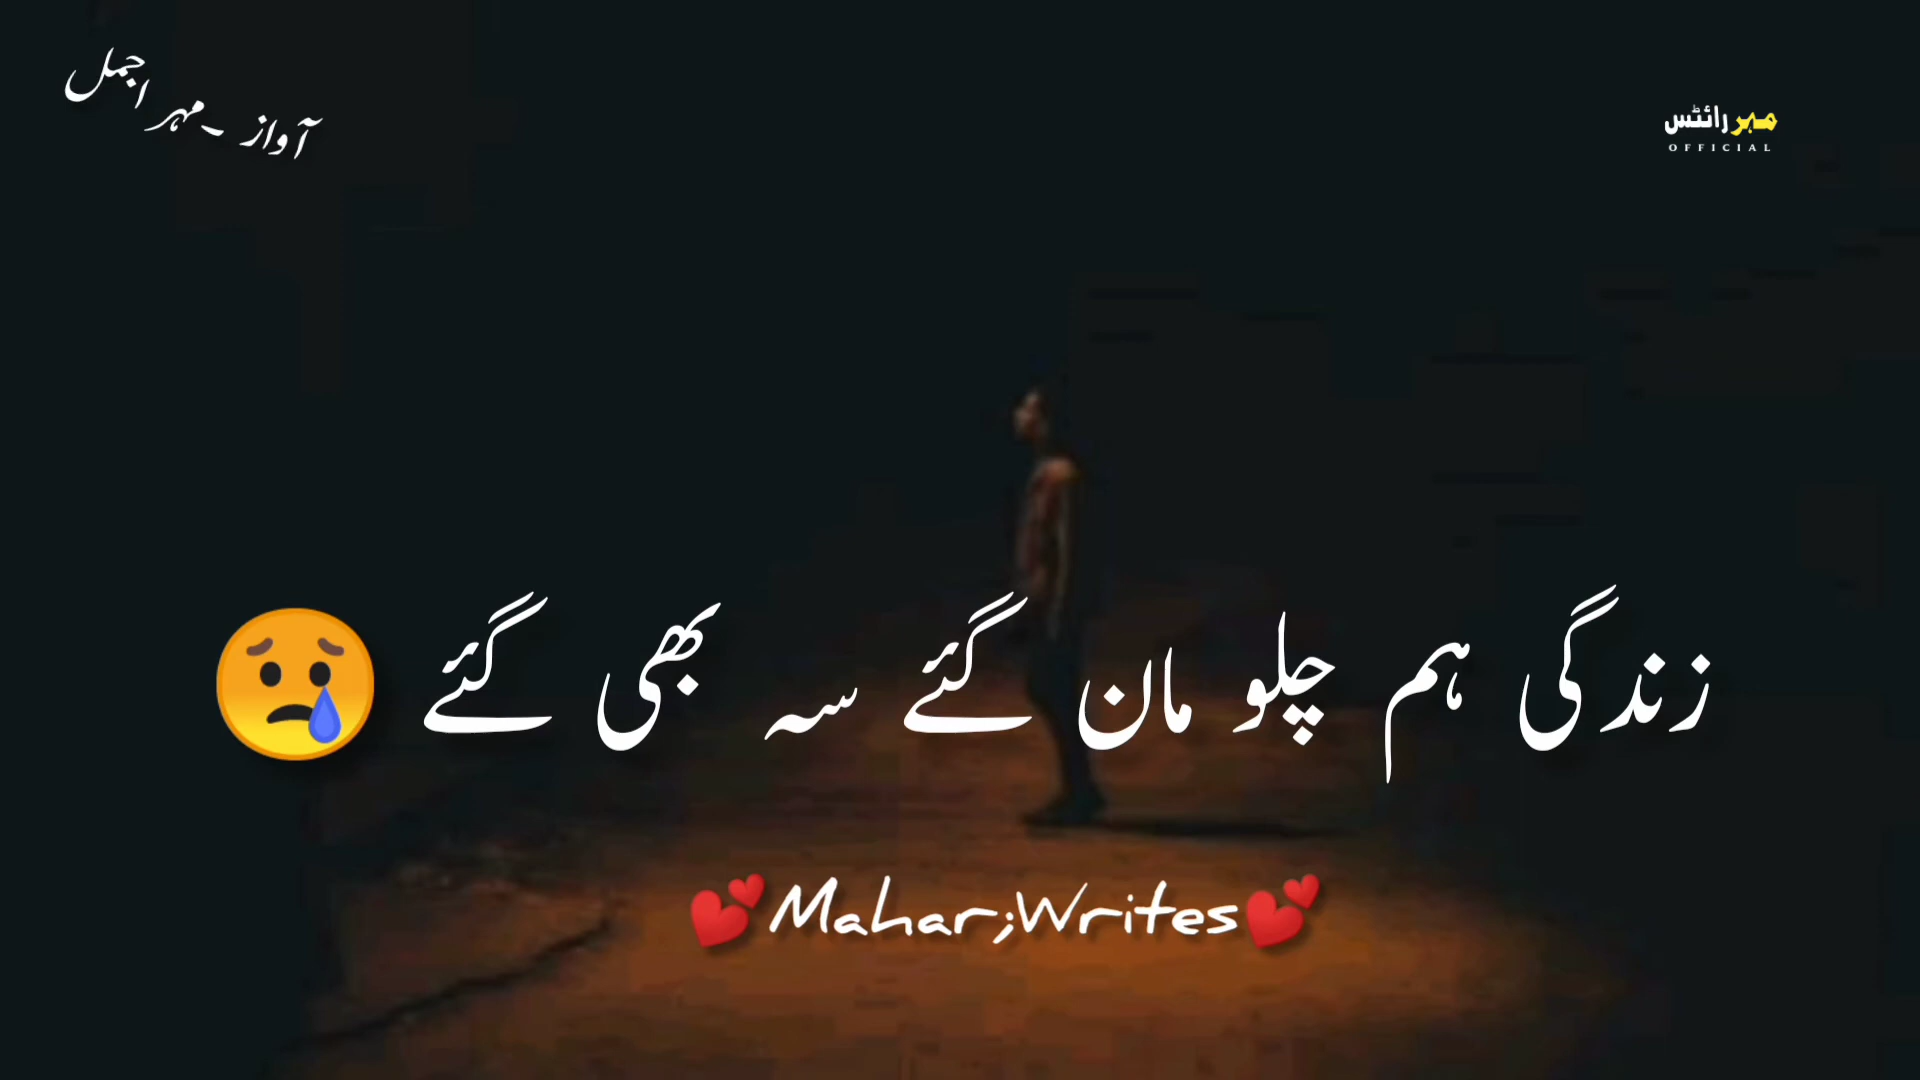 آواز ۔مہر اجمل
مہر رائٹس
OFFICIAL
زندگی ہم چلو مان گئے سہ بھی گئے 😢
💕Mahar;Writes💕